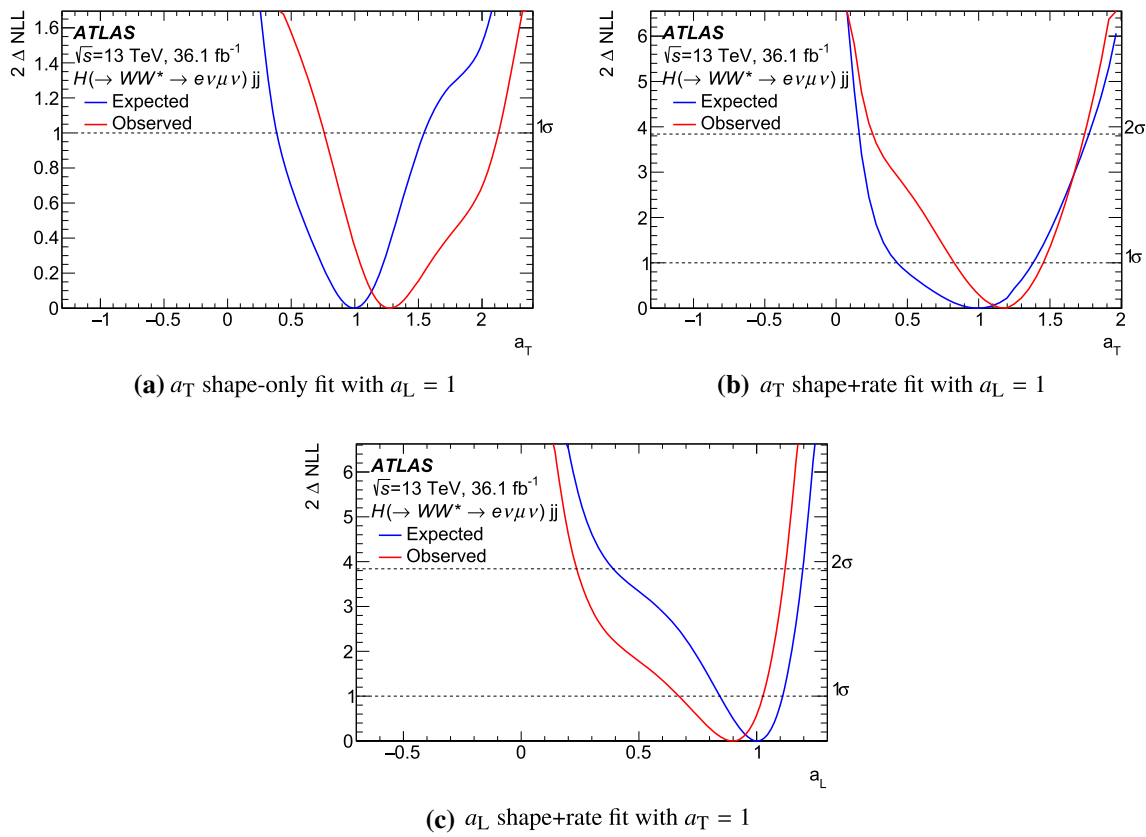 2 Δ NLL
1.6
1.4
1.2
1
0.8
0.6
0.4
0.2
0
ATLAS
√s=13 TeV, 36.1 fb⁻¹
H(→ WW* → eνμν) jj
Expected
Observed
1σ
−1 −0.5 0 0.5 1 1.5 2
a_T
(a) a_T shape-only fit with a_L = 1
2 Δ NLL
6
5
4
3
2
1
0
ATLAS
√s=13 TeV, 36.1 fb⁻¹
H(→ WW* → eνμν) jj
Expected
Observed
2σ
1σ
−1 −0.5 0 0.5 1 1.5 2
a_T
(b) a_T shape+rate fit with a_L = 1
2 Δ NLL
6
5
4
3
2
1
0
ATLAS
√s=13 TeV, 36.1 fb⁻¹
H(→ WW* → eνμν) jj
Expected
Observed
2σ
1σ
−0.5 0 0.5 1
a_L
(c) a_L shape+rate fit with a_T = 1